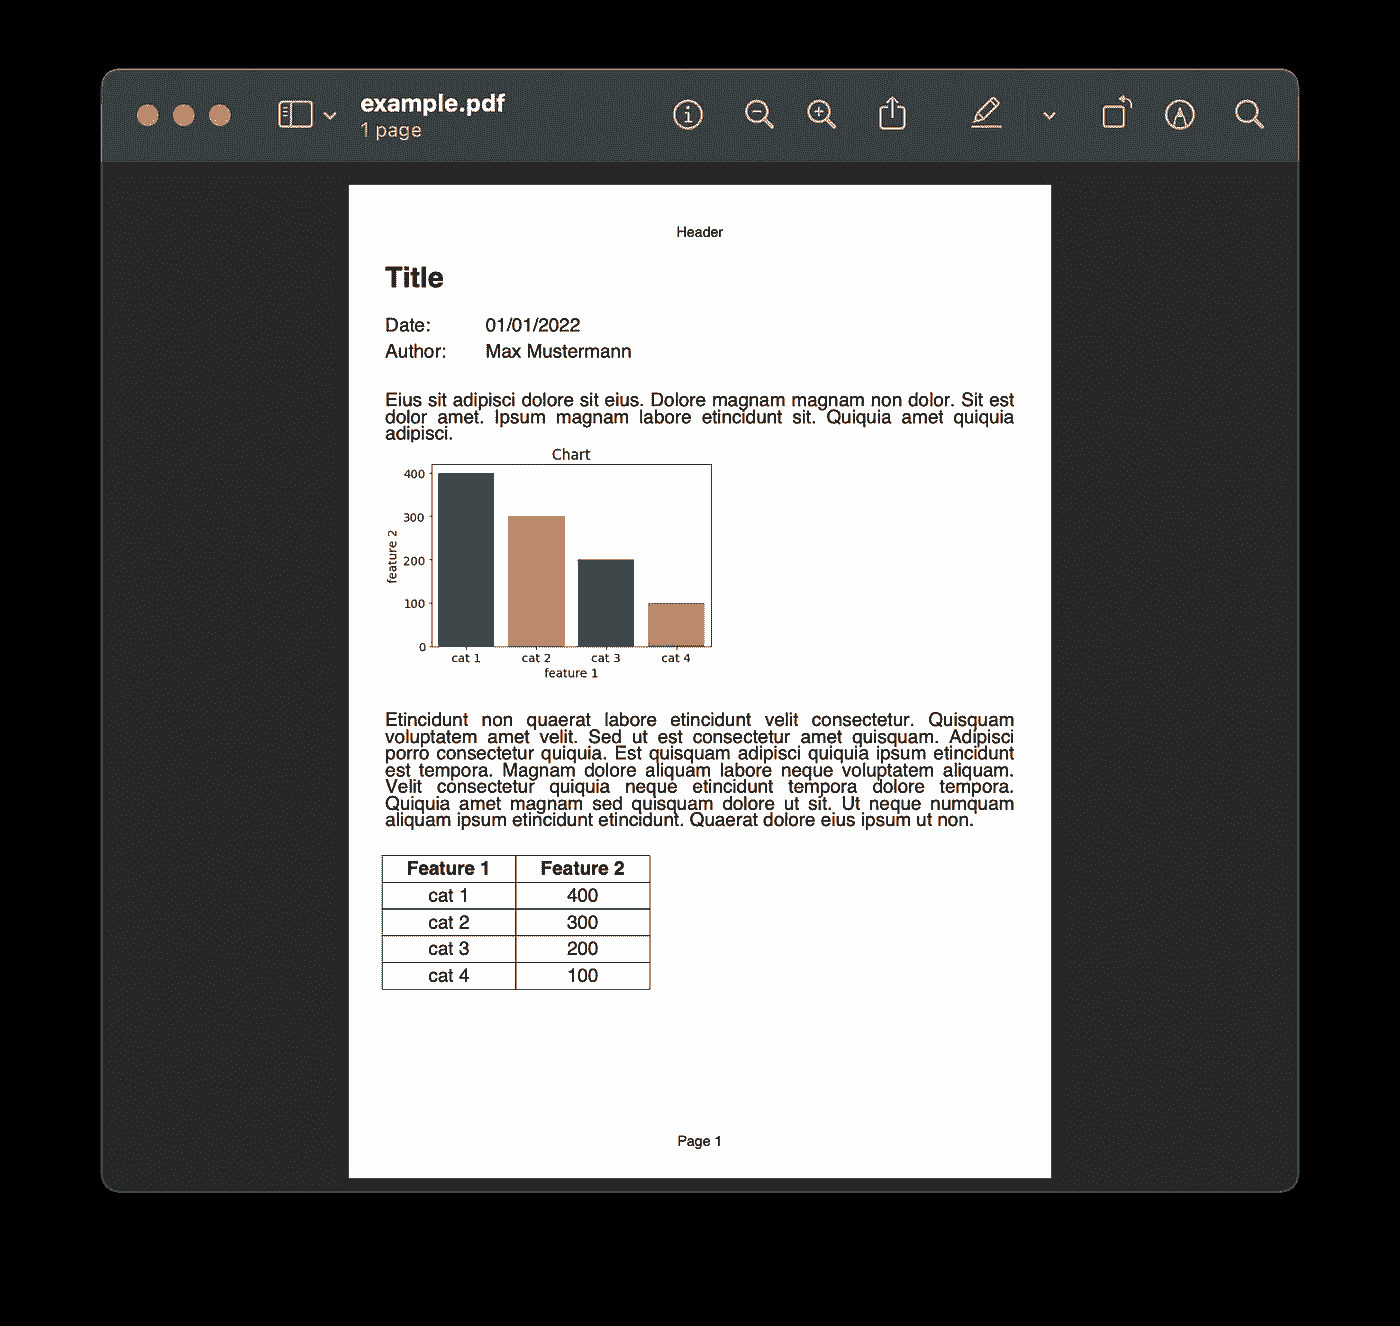 example.pdf
1 page
Header
Title
Date: 01/01/2022
Author: Max Mustermann
Eius sit adipisci dolore sit eius. Dolore magnam magnam non dolor. Sit est
dolor amet. Ipsum magnam labore etincidunt sit. Quiquia amet quiquia
adipisci.
Chart
400
300
200
100
0
feature 2
cat 1 cat 2 cat 3 cat 4
feature 1
Etincidunt non quaerat labore etincidunt velit consectetur. Quisquam
voluptatem amet velit. Sed ut est consectetur amet quisquam. Adipisci
porro consectetur quiquia. Est quisquam adipisci quiquia ipsum etincidunt
est tempora. Magnam dolore aliquam labore neque voluptatem aliquam.
Velit consectetur quiquia neque etincidunt tempora dolore tempora.
Quiquia amet magnam sed quisquam dolore ut sit. Ut neque numquam
aliquam ipsum etincidunt etincidunt. Quaerat dolore eius ipsum ut non.
Feature 1 Feature 2
cat 1 400
cat 2 300
cat 3 200
cat 4 100
Page 1